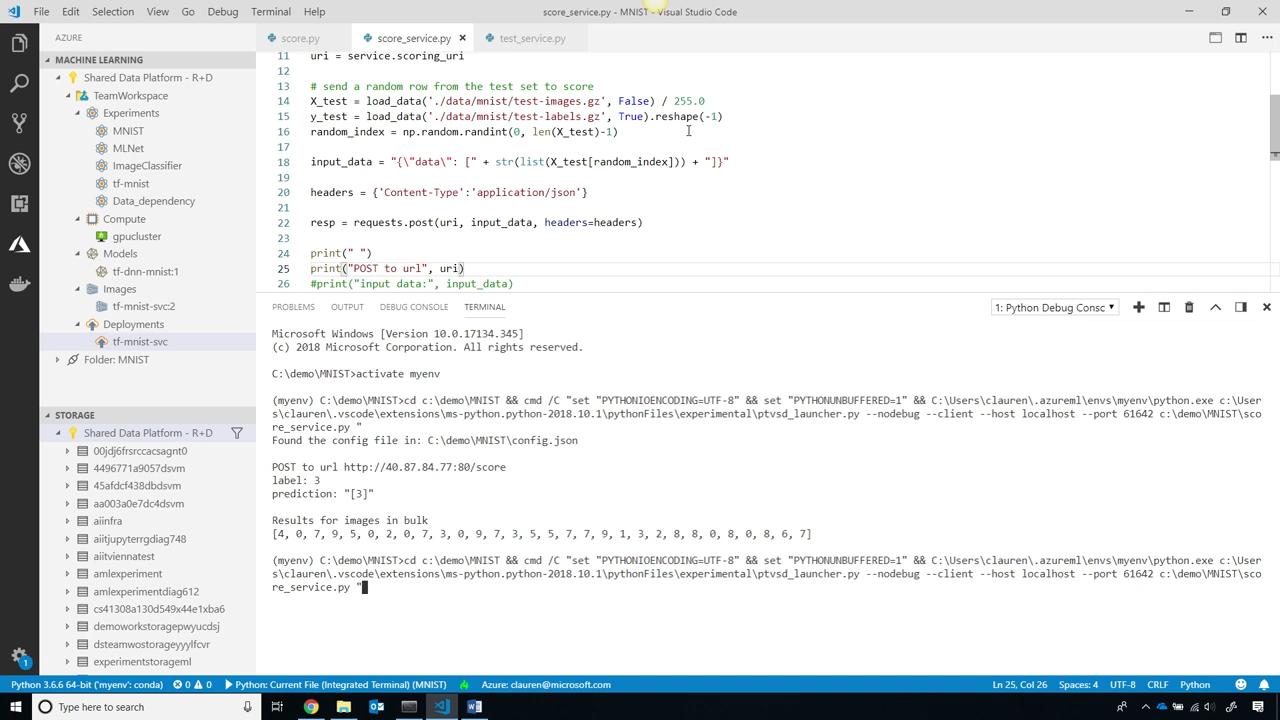 File Edit Selection View Go Debug Terminal Help
score_service.py - MNIST - Visual Studio Code
AZURE
MACHINE LEARNING
Shared Data Platform - R+D
TeamWorkspace
Experiments
MNIST
MLNet
ImageClassifier
tf-mnist
Data_dependency
Compute
gpucluster
Models
tf-dnn-mnist:1
Images
tf-mnist-svc:2
Deployments
tf-mnist-svc
Folder: MNIST
STORAGE
Shared Data Platform - R+D
00jdj6frsrccacsagnt0
4496771a9057dsvm
45afdcf438dbdsvm
aa003a0e7dc4dsvm
aiinfra
aiitjyputerrgdiag748
aiitviennatest
amlexperiment
amlexperimentdiag612
cs41308a130d549x44e1xba6
demoworkstoragepwyucdsj
dsteamwostorageyyylfcvr
experimentstorageml
score.py score_service.py test_service.py
11 uri = service.scoring_uri
12
13 # send a random row from the test set to score
14 X_test = load_data('./data/mnist/test-images.gz', False) / 255.0
15 y_test = load_data('./data/mnist/test-labels.gz', True).reshape(-1)
16 random_index = np.random.randint(0, len(X_test)-1)
17
18 input_data = "{\"data\": [" + str(list(X_test[random_index])) + "]}"
19
20 headers = {'Content-Type':'application/json'}
21
22 resp = requests.post(uri, input_data, headers=headers)
23
24 print(" ")
25 print("POST to url", uri)
26 #print("input data:", input_data)
PROBLEMS OUTPUT DEBUG CONSOLE TERMINAL
1: Python Debug Consc
Microsoft Windows [Version 10.0.17134.345]
(c) 2018 Microsoft Corporation. All rights reserved.
C:\demo\MNIST>activate myenv
(myenv) C:\demo\MNIST>cd c:\demo\MNIST && cmd /C "set "PYTHONIOENCODING=UTF-8" && set "PYTHONUNBUFFERED=1" && C:\Users\clauren\.azureml\envs\myenv\python.exe c:\User
s\clauren\.vscode\extensions\ms-python.python-2018.10.1\pythonFiles\experimental\ptvsd_launcher.py --nodebug --client --host localhost --port 61642 c:\demo\MNIST\sco
re_service.py "
Found the config file in: C:\demo\MNIST\config.json
POST to url http://40.87.84.77:80/score
label: 3
prediction: "[3]"
Results for images in bulk
[4, 0, 7, 9, 5, 0, 2, 0, 7, 3, 0, 9, 7, 3, 5, 5, 7, 7, 9, 1, 3, 2, 8, 8, 0, 8, 0, 8, 6, 7]
(myenv) C:\demo\MNIST>cd c:\demo\MNIST && cmd /C "set "PYTHONIOENCODING=UTF-8" && set "PYTHONUNBUFFERED=1" && C:\Users\clauren\.azureml\envs\myenv\python.exe c:\User
s\clauren\.vscode\extensions\ms-python.python-2018.10.1\pythonFiles\experimental\ptvsd_launcher.py --nodebug --client --host localhost --port 61642 c:\demo\MNIST\sco
re_service.py "
1
Python 3.6.6 64-bit ('myenv': conda) 0 0 Python: Current File (Integrated Terminal) (MNIST) Azure: clauren@microsoft.com Ln 25, Col 26 Spaces: 4 UTF-8 CRLF Python
Type here to search